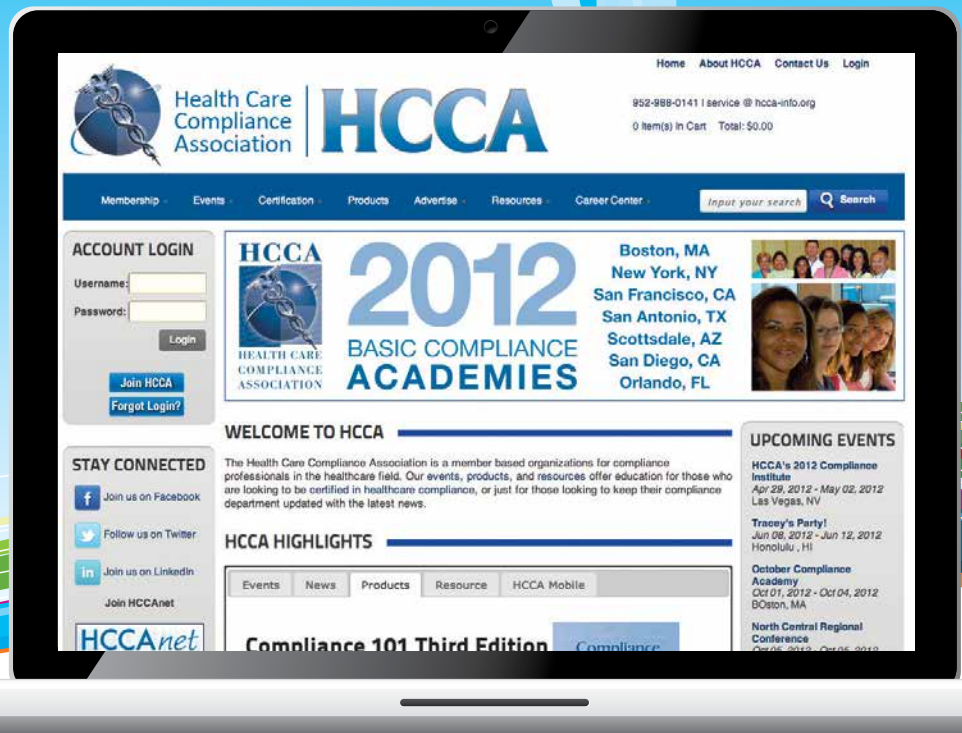 Home About HCCA Contact Us Login
Health Care
Compliance
Association
HCCA
952-988-0141 | service @ hcca-info.org
0 item(s) in Cart Total: $0.00
Membership Events Certification Products Advertise Resources Career Center Input your search Search
ACCOUNT LOGIN
Username:
Password:
Login
Join HCCA
Forgot Login?
HCCA
HEALTH CARE
COMPLIANCE
ASSOCIATION
2012
BASIC COMPLIANCE
ACADEMIES
Boston, MA
New York, NY
San Francisco, CA
San Antonio, TX
Scottsdale, AZ
San Diego, CA
Orlando, FL
STAY CONNECTED
f Join us on Facebook
Follow us on Twitter
in Join us on LinkedIn
Join HCCAnet
HCCAnet
WELCOME TO HCCA
The Health Care Compliance Association is a member based organizations for compliance
professionals in the healthcare field. Our events, products, and resources offer education for those who
are looking to be certified in healthcare compliance, or just for those looking to keep their compliance
department updated with the latest news.
HCCA HIGHLIGHTS
Events News Products Resource HCCA Mobile
Compliance 101 Third Edition
Compliance
UPCOMING EVENTS
HCCA's 2012 Compliance
Institute
Apr 29, 2012 - May 02, 2012
Las Vegas, NV
Tracey's Party!
Jun 08, 2012 - Jun 12, 2012
Honolulu , HI
October Compliance
Academy
Oct 01, 2012 - Oct 04, 2012
BOston, MA
North Central Regional
Conference
Oct 05, 2012 - Oct 05, 2012